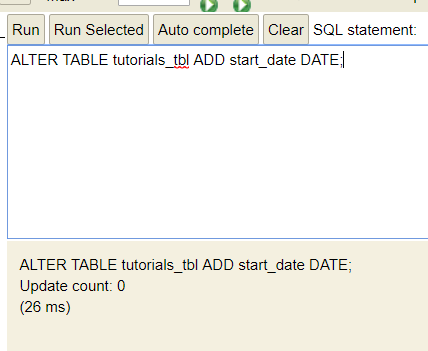 Run Run Selected Auto complete Clear SQL statement:
ALTER TABLE tutorials_tbl ADD start_date DATE;
ALTER TABLE tutorials_tbl ADD start_date DATE;
Update count: 0
(26 ms)